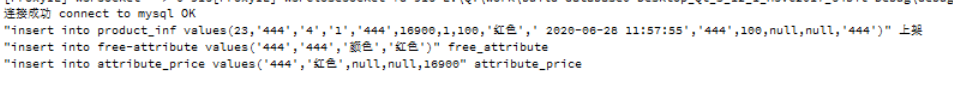 连接成功 connect to mysql OK
"insert into product_inf values(23,'444','4','1','444',16900,1,100,'红色',' 2020-06-28 11:57:55','444',100,null,null,'444')" 上架
"insert into free-attribute values('444','444','颜色','红色')" free_attribute
"insert into attribute_price values('444','红色',null,null,16900" attribute_price